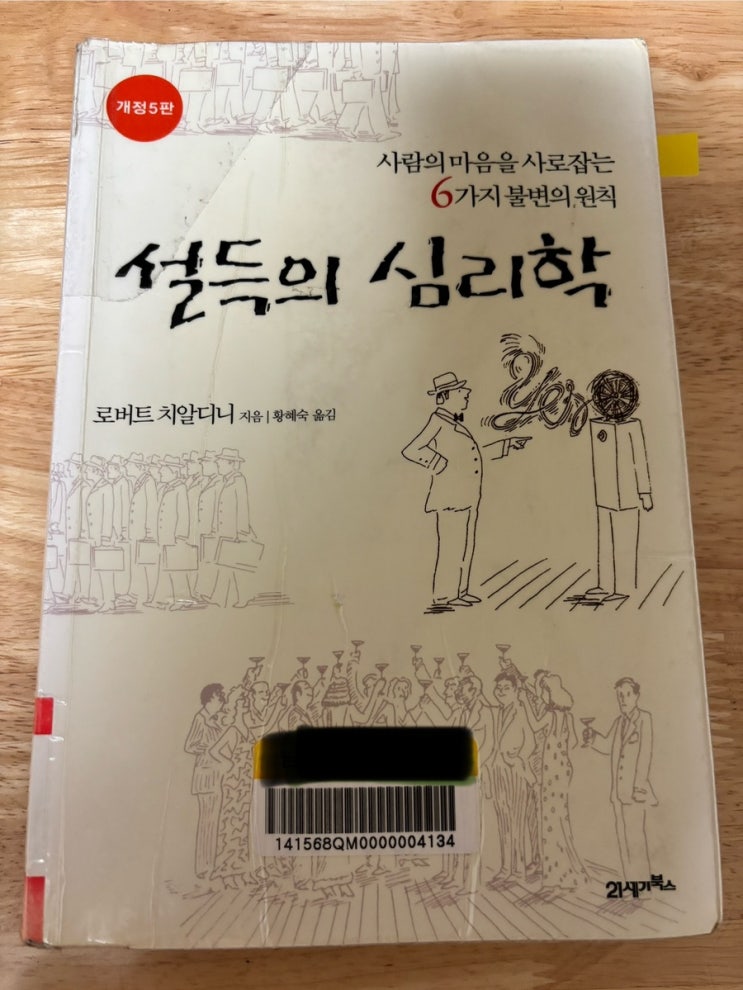 개정5판
사람의 마음을 사로잡는
6가지 불변의 원칙
설득의 심리학
로버트 치알디니 지음 | 황혜숙 옮김
141568QM0000004134
21세기북스